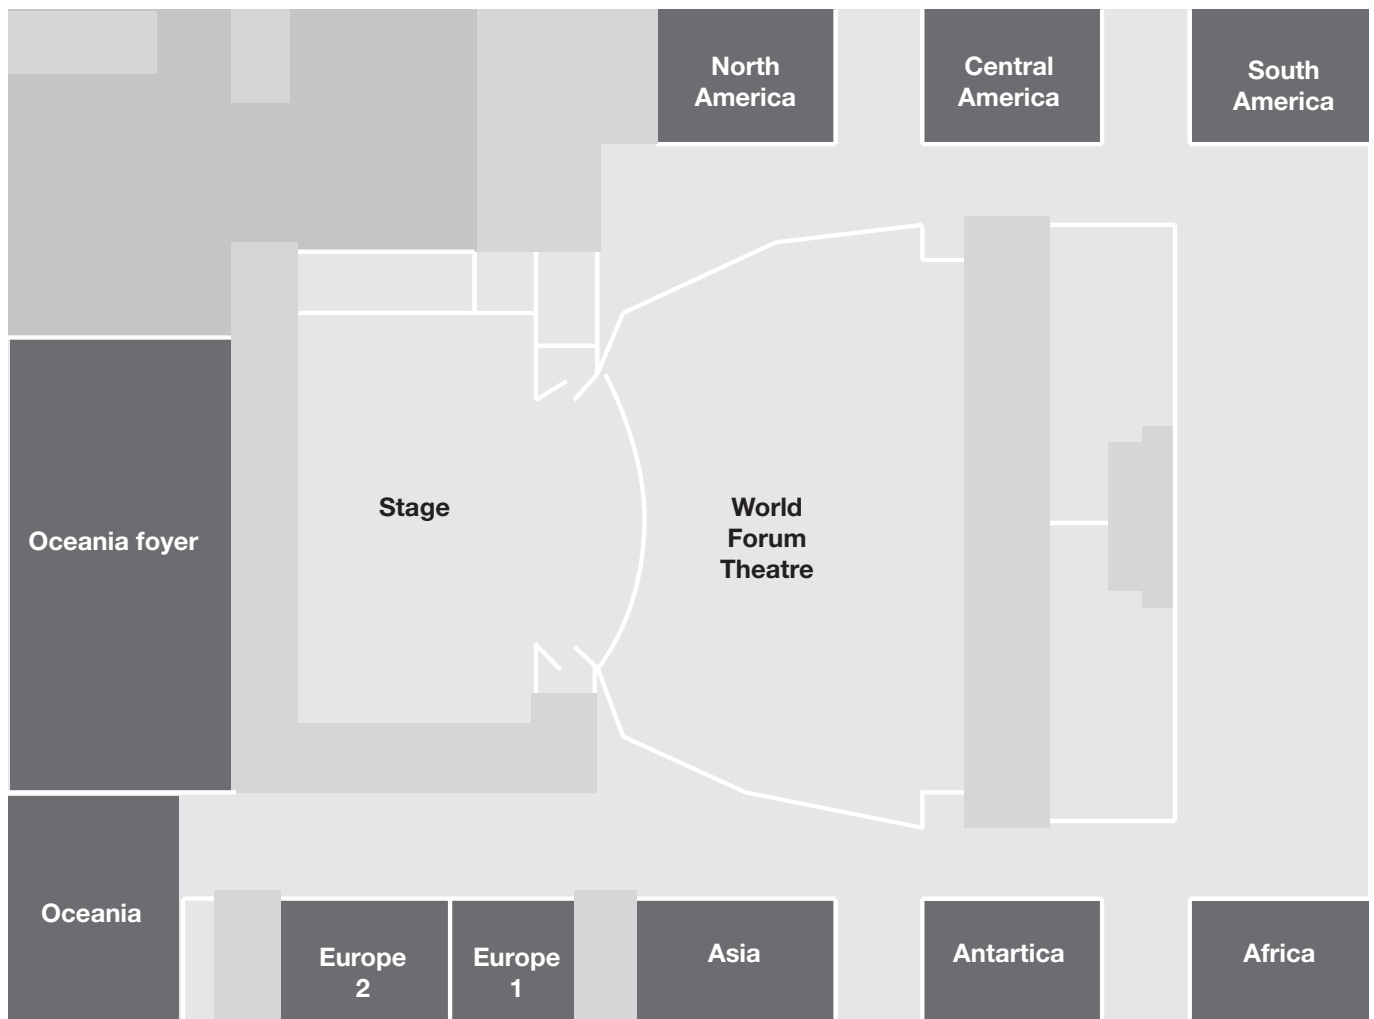 North
America
Central
America
South
America
Stage
World
Forum
Theatre
Oceania foyer
Oceania
Europe
2
Europe
1
Asia
Antartica
Africa